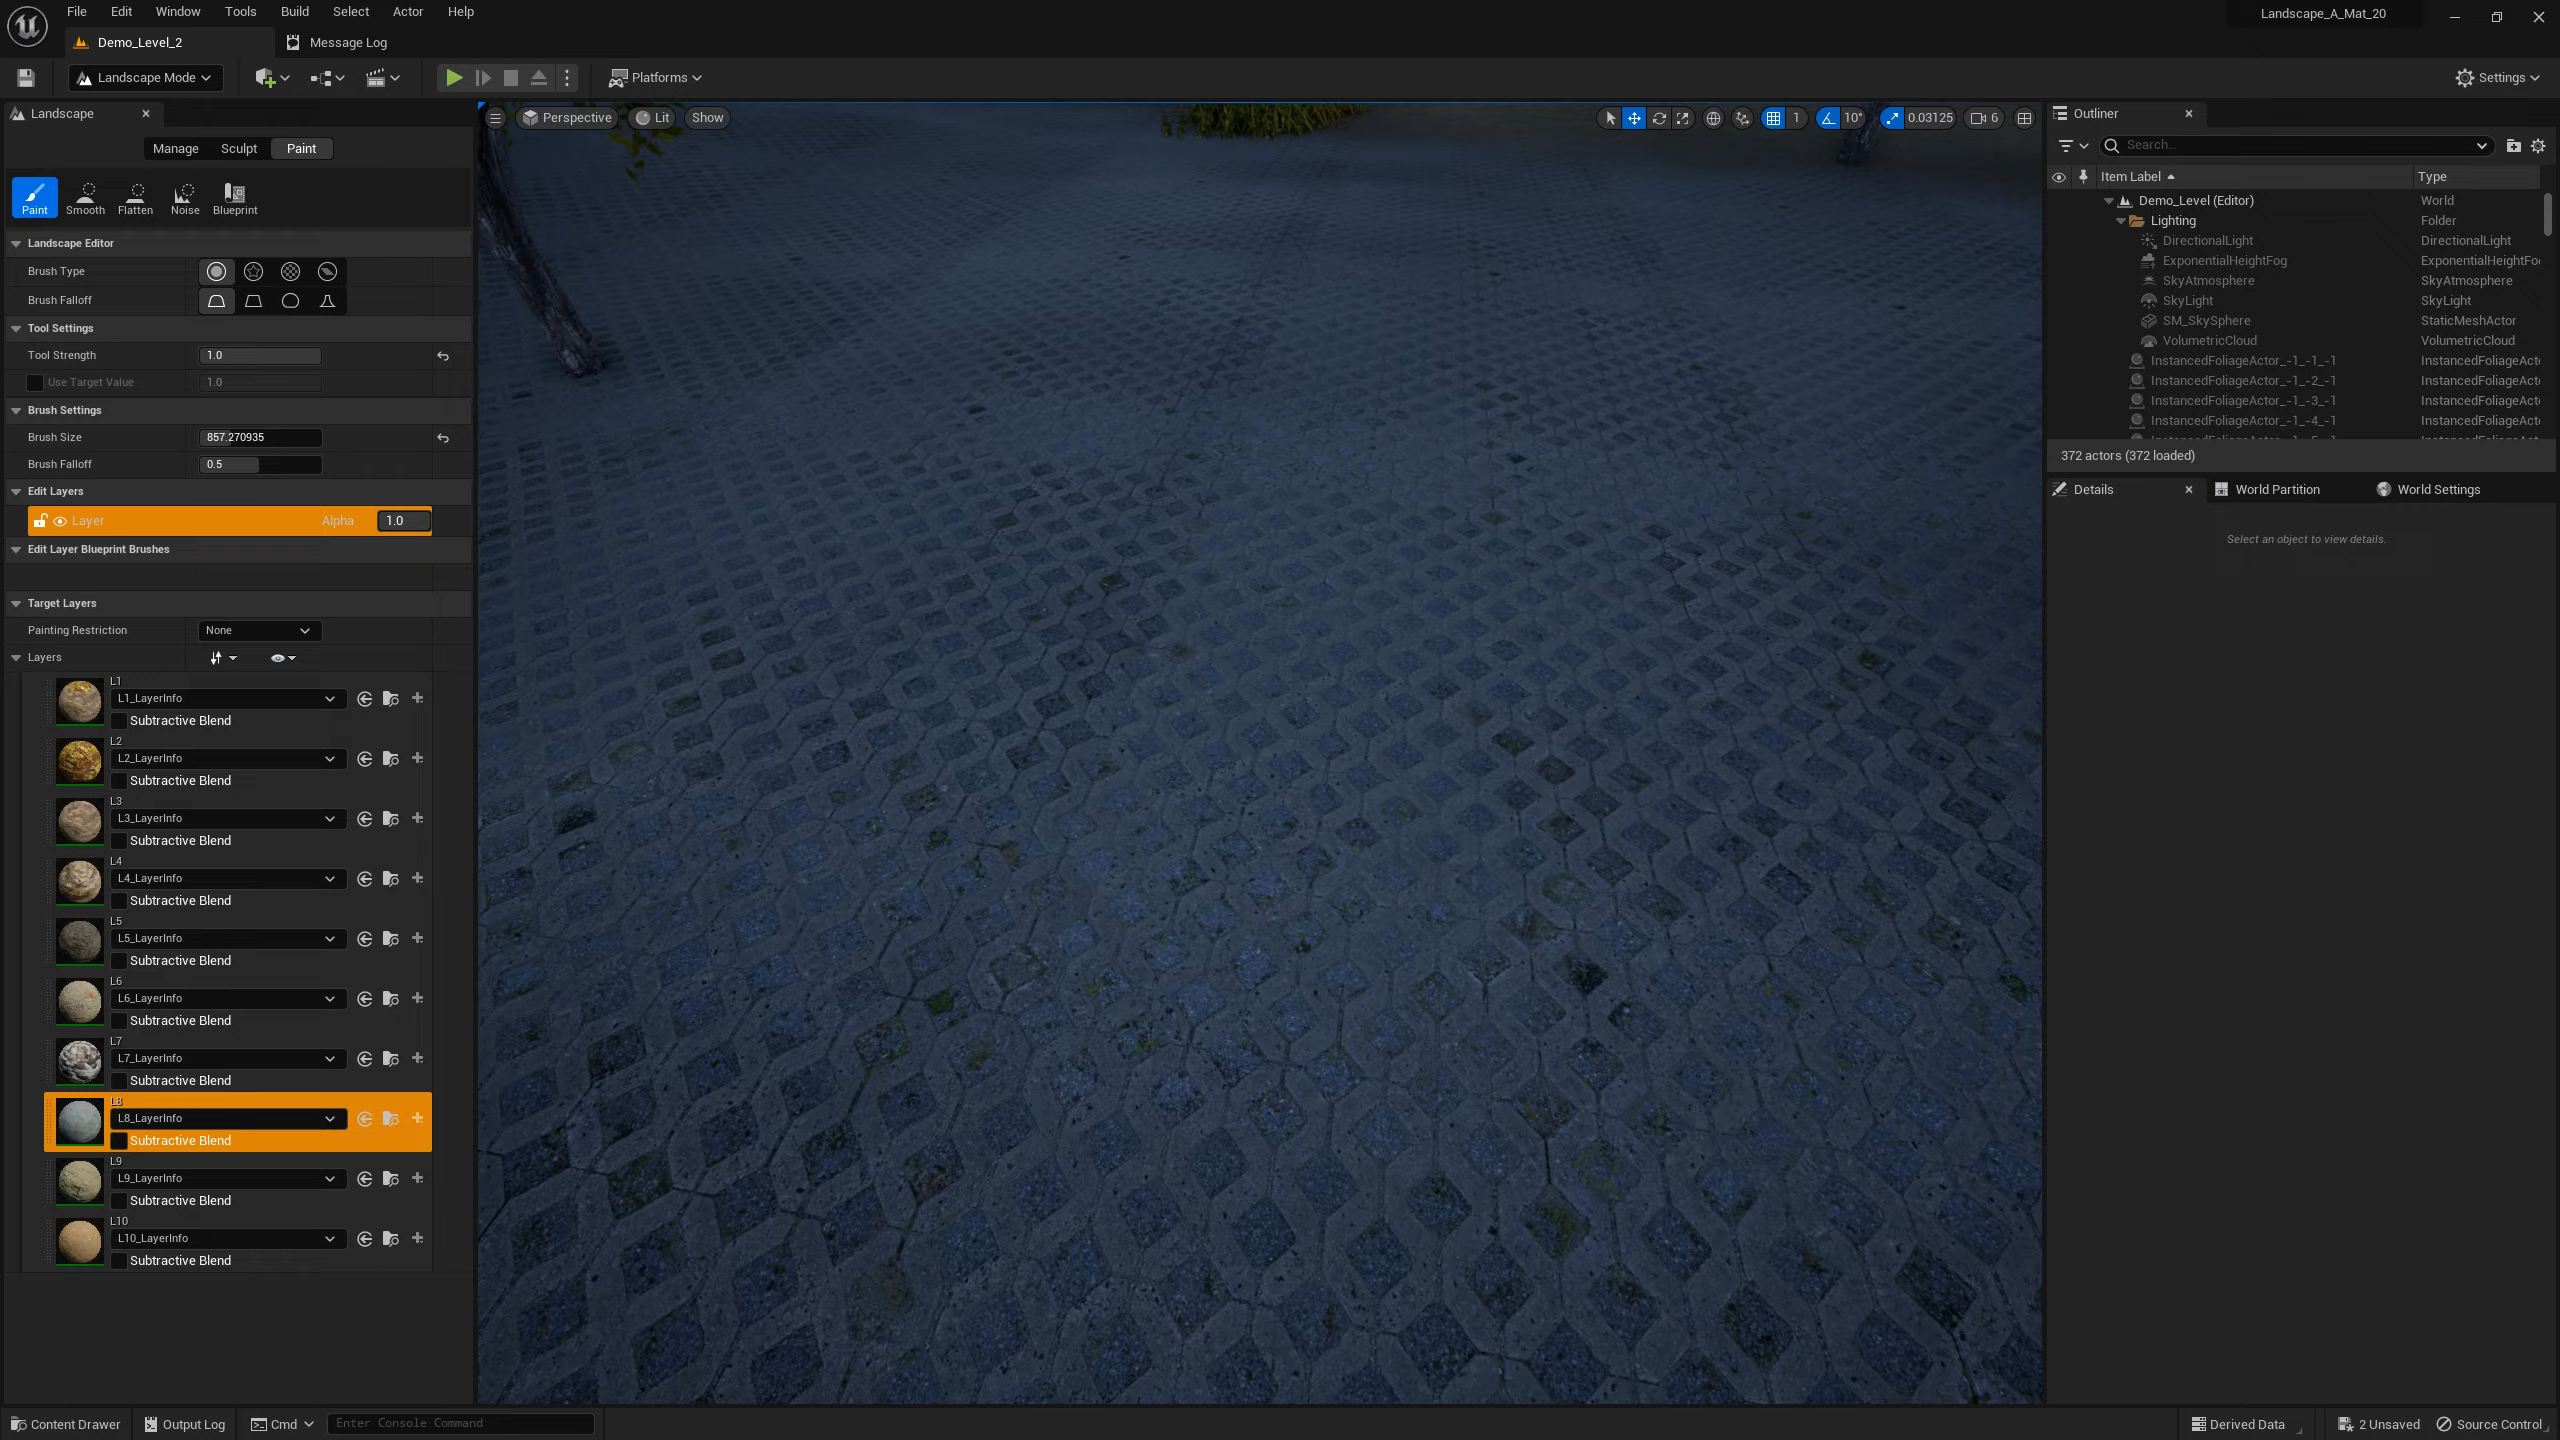 File Edit Window Tools Build Select Actor Help
Landscape_A_Mat_20
Demo_Level_2
Message Log
Landscape Mode
Platforms
Settings
Landscape
Perspective
Lit
Show
1
10°
0.03125
6
Manage
Sculpt
Paint
Paint
Smooth
Flatten
Noise
Blueprint
Landscape Editor
Brush Type
Brush Falloff
Tool Settings
Tool Strength
1.0
Use Target Value
1.0
Brush Settings
Brush Size
857.270935
Brush Falloff
0.5
Edit Layers
Layer
Alpha
1.0
Edit Layer Blueprint Brushes
Target Layers
Painting Restriction
None
Layers
L1
L1_LayerInfo
Subtractive Blend
L2
L2_LayerInfo
Subtractive Blend
L3
L3_LayerInfo
Subtractive Blend
L4
L4_LayerInfo
Subtractive Blend
L5
L5_LayerInfo
Subtractive Blend
L6
L6_LayerInfo
Subtractive Blend
L7
L7_LayerInfo
Subtractive Blend
L8
L8_LayerInfo
Subtractive Blend
L9
L9_LayerInfo
Subtractive Blend
L10
L10_LayerInfo
Subtractive Blend
Outliner
Search...
Item Label
Type
Demo_Level (Editor)
World
Lighting
Folder
DirectionalLight
DirectionalLight
ExponentialHeightFog
ExponentialHeightFo
SkyAtmosphere
SkyAtmosphere
SkyLight
SkyLight
SM_SkySphere
StaticMeshActor
VolumetricCloud
VolumetricCloud
InstancedFoliageActor_-1_-1_-1
InstancedFoliageAct
InstancedFoliageActor_-1_-2_-1
InstancedFoliageAct
InstancedFoliageActor_-1_-3_-1
InstancedFoliageAct
InstancedFoliageActor_-1_-4_-1
InstancedFoliageAct
372 actors (372 loaded)
Details
World Partition
World Settings
Select an object to view details.
Content Drawer
Output Log
Cmd
Enter Console Command
Derived Data
2 Unsaved
Source Control